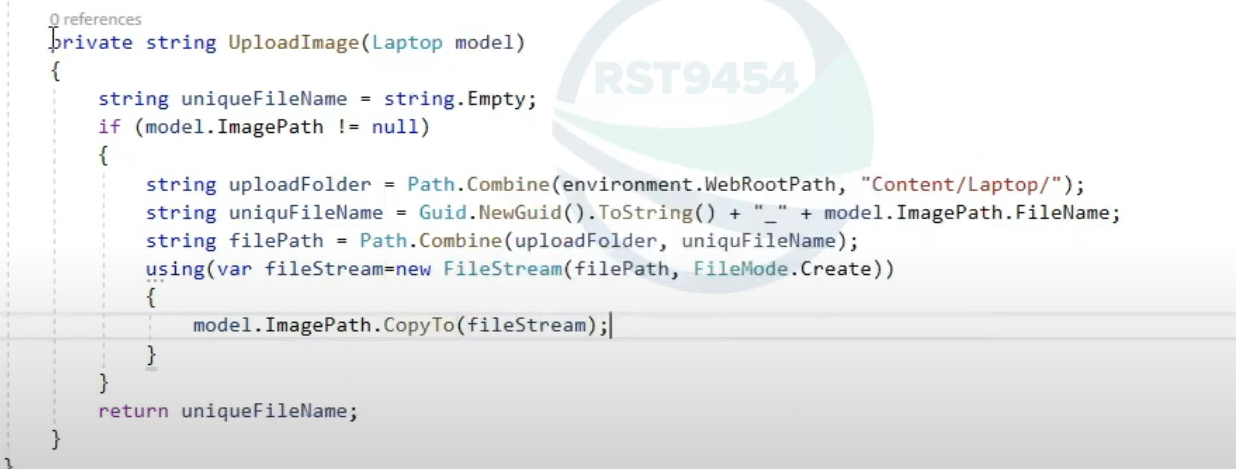 0 references
private string UploadImage(Laptop model)
{
string uniqueFileName = string.Empty;
if (model.ImagePath != null)
{
string uploadFolder = Path.Combine(environment.WebRootPath, "Content/Laptop/");
string uniquFileName = Guid.NewGuid().ToString() + "_" + model.ImagePath.FileName;
string filePath = Path.Combine(uploadFolder, uniquFileName);
using(var fileStream=new FileStream(filePath, FileMode.Create))
{
model.ImagePath.CopyTo(fileStream);
}
}
return uniqueFileName;
}
}
RST9454